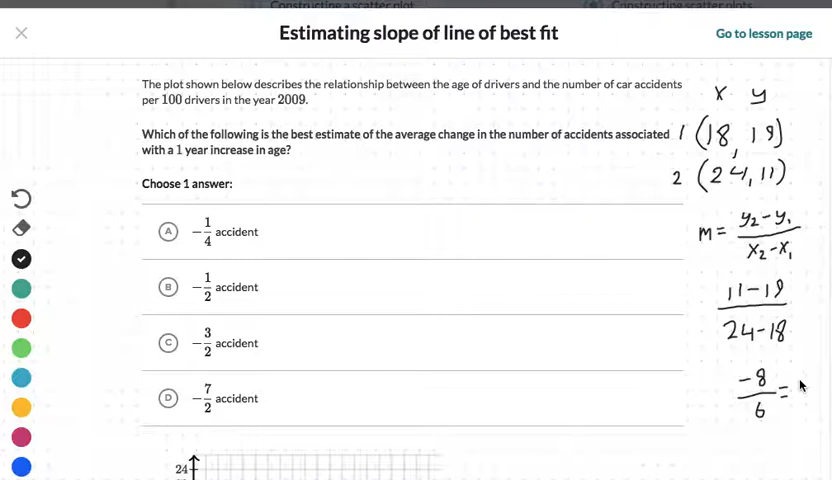 Constructing a scatter plot
Constructing scatter plots
Estimating slope of line of best fit
Go to lesson page
The plot shown below describes the relationship between the age of drivers and the number of car accidents
per 100 drivers in the year 2009.
Which of the following is the best estimate of the average change in the number of accidents associated
with a 1 year increase in age?
Choose 1 answer:
A -1/4 accident
B -1/2 accident
C -3/2 accident
D -7/2 accident
24
x y
1 (18, 19)
2 (24, 11)
m = y2-y1 / x2-x1
11-19 / 24-18
-8/6 =